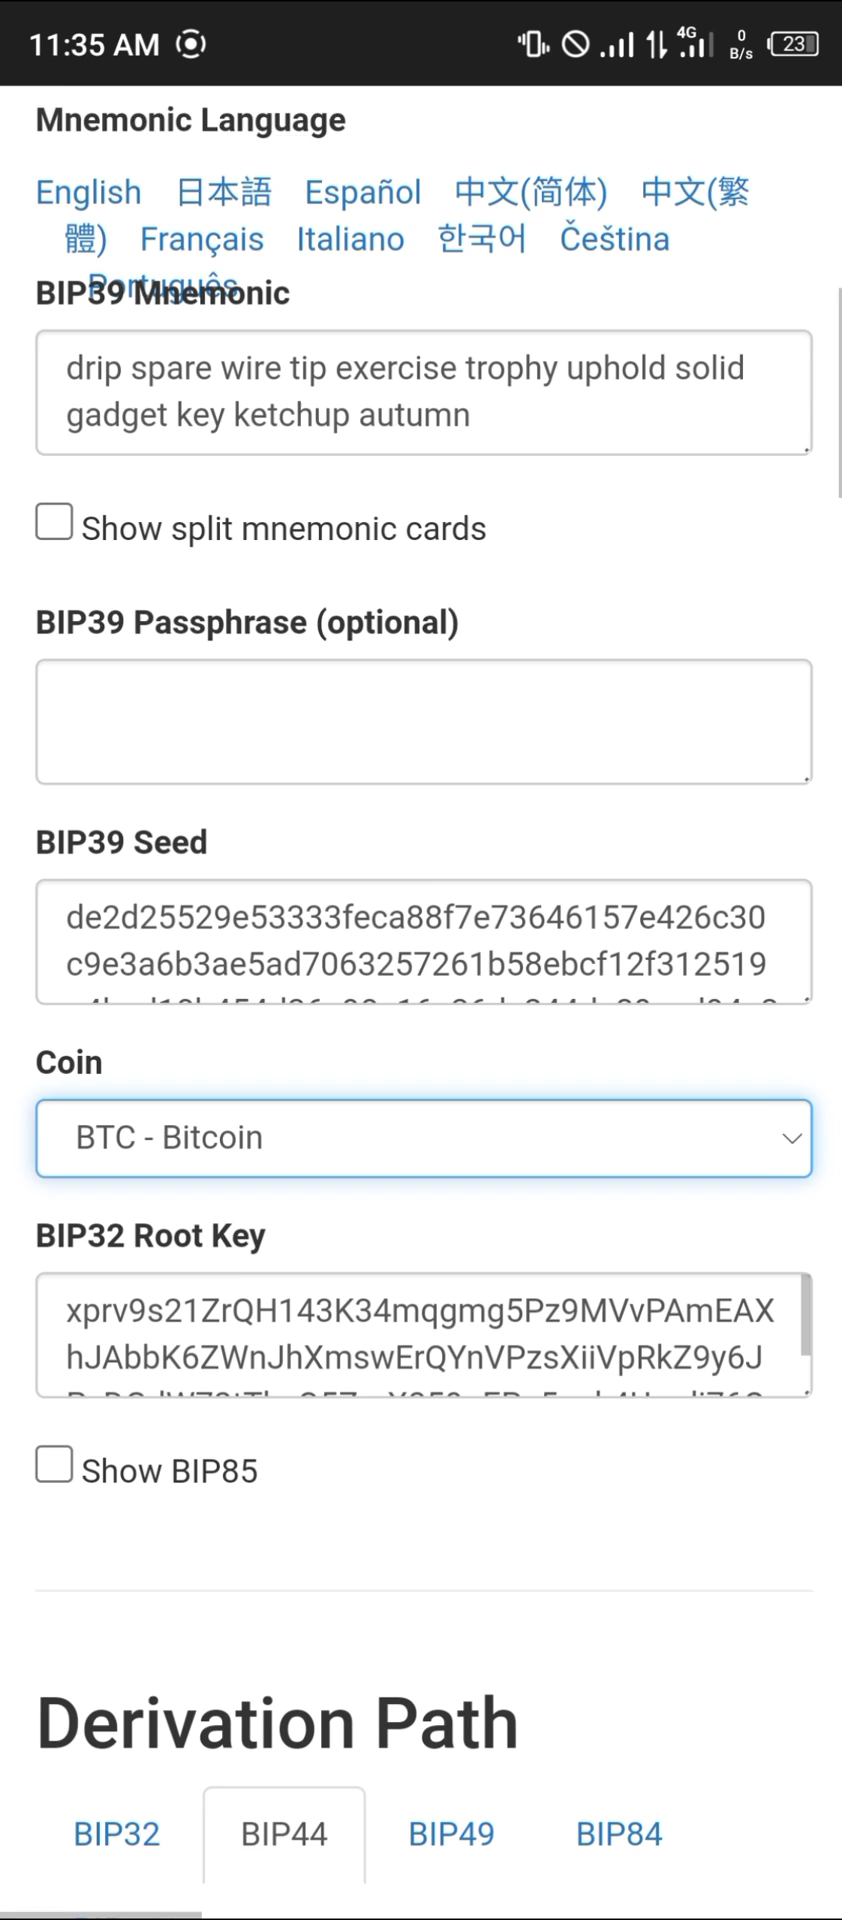 11:35 AM
4G
0
B/s
23
Mnemonic Language
English 日本語 Español 中文(简体) 中文(繁
體) Français Italiano 한국어 Čeština
Português
BIP39 Mnemonic
drip spare wire tip exercise trophy uphold solid
gadget key ketchup autumn
Show split mnemonic cards
BIP39 Passphrase (optional)
BIP39 Seed
de2d25529e53333feca88f7e73646157e426c30
c9e3a6b3ae5ad7063257261b58ebcf12f312519
Coin
BTC - Bitcoin
BIP32 Root Key
xprv9s21ZrQH143K34mqgmg5Pz9MVvPAmEAX
hJAbbK6ZWnJhXmswErQYnVPzsXiiVpRkZ9y6J
Show BIP85
Derivation Path
BIP32 BIP44 BIP49 BIP84